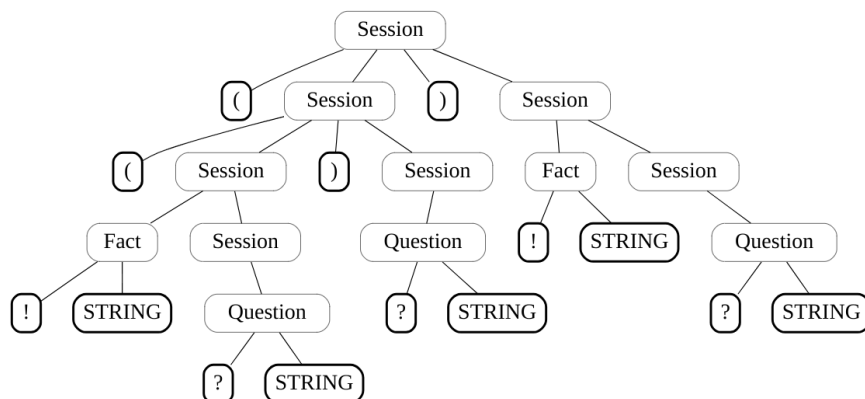 Session
( Session ) Session
( Session ) Session Fact Session
Fact Session Question ! STRING Question
! STRING Question ? STRING ? STRING
? STRING